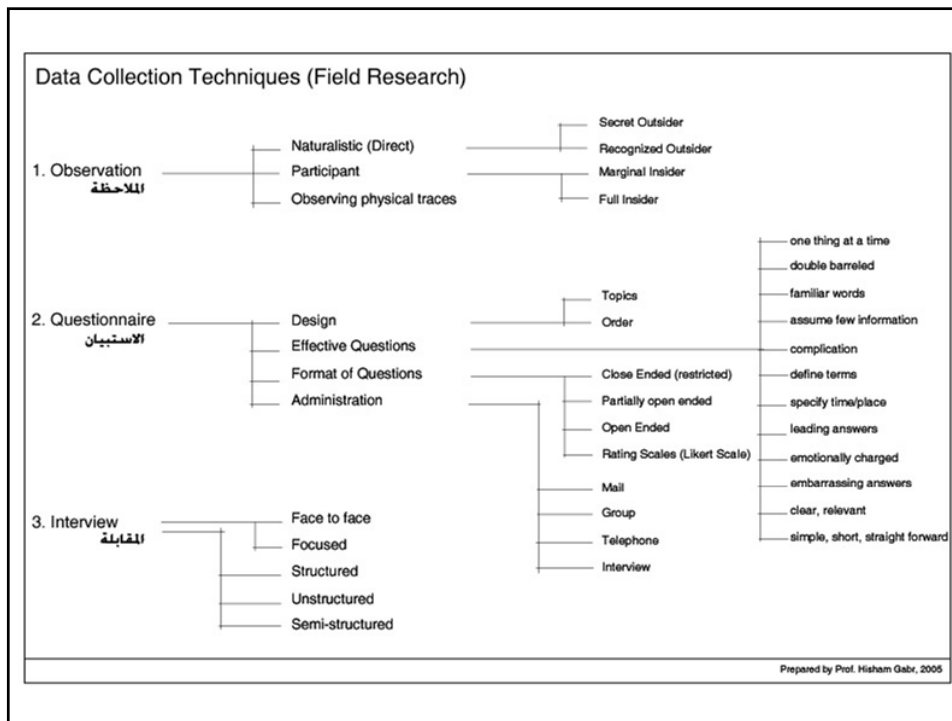 Data Collection Techniques (Field Research)
1. Observation
الملاحظة
Naturalistic (Direct)
Participant
Observing physical traces
Secret Outsider
Recognized Outsider
Marginal Insider
Full Insider
2. Questionnaire
الاستبيان
Design
Effective Questions
Format of Questions
Administration
Topics
Order
one thing at a time
double barreled
familiar words
assume few information
complication
define terms
specify time/place
leading answers
emotionally charged
embarrassing answers
clear, relevant
simple, short, straight forward
Close Ended (restricted)
Partially open ended
Open Ended
Rating Scales (Likert Scale)
Mail
Group
Telephone
Interview
3. Interview
المقابلة
Face to face
Focused
Structured
Unstructured
Semi-structured
Prepared by Prof. Hisham Gabr, 2005